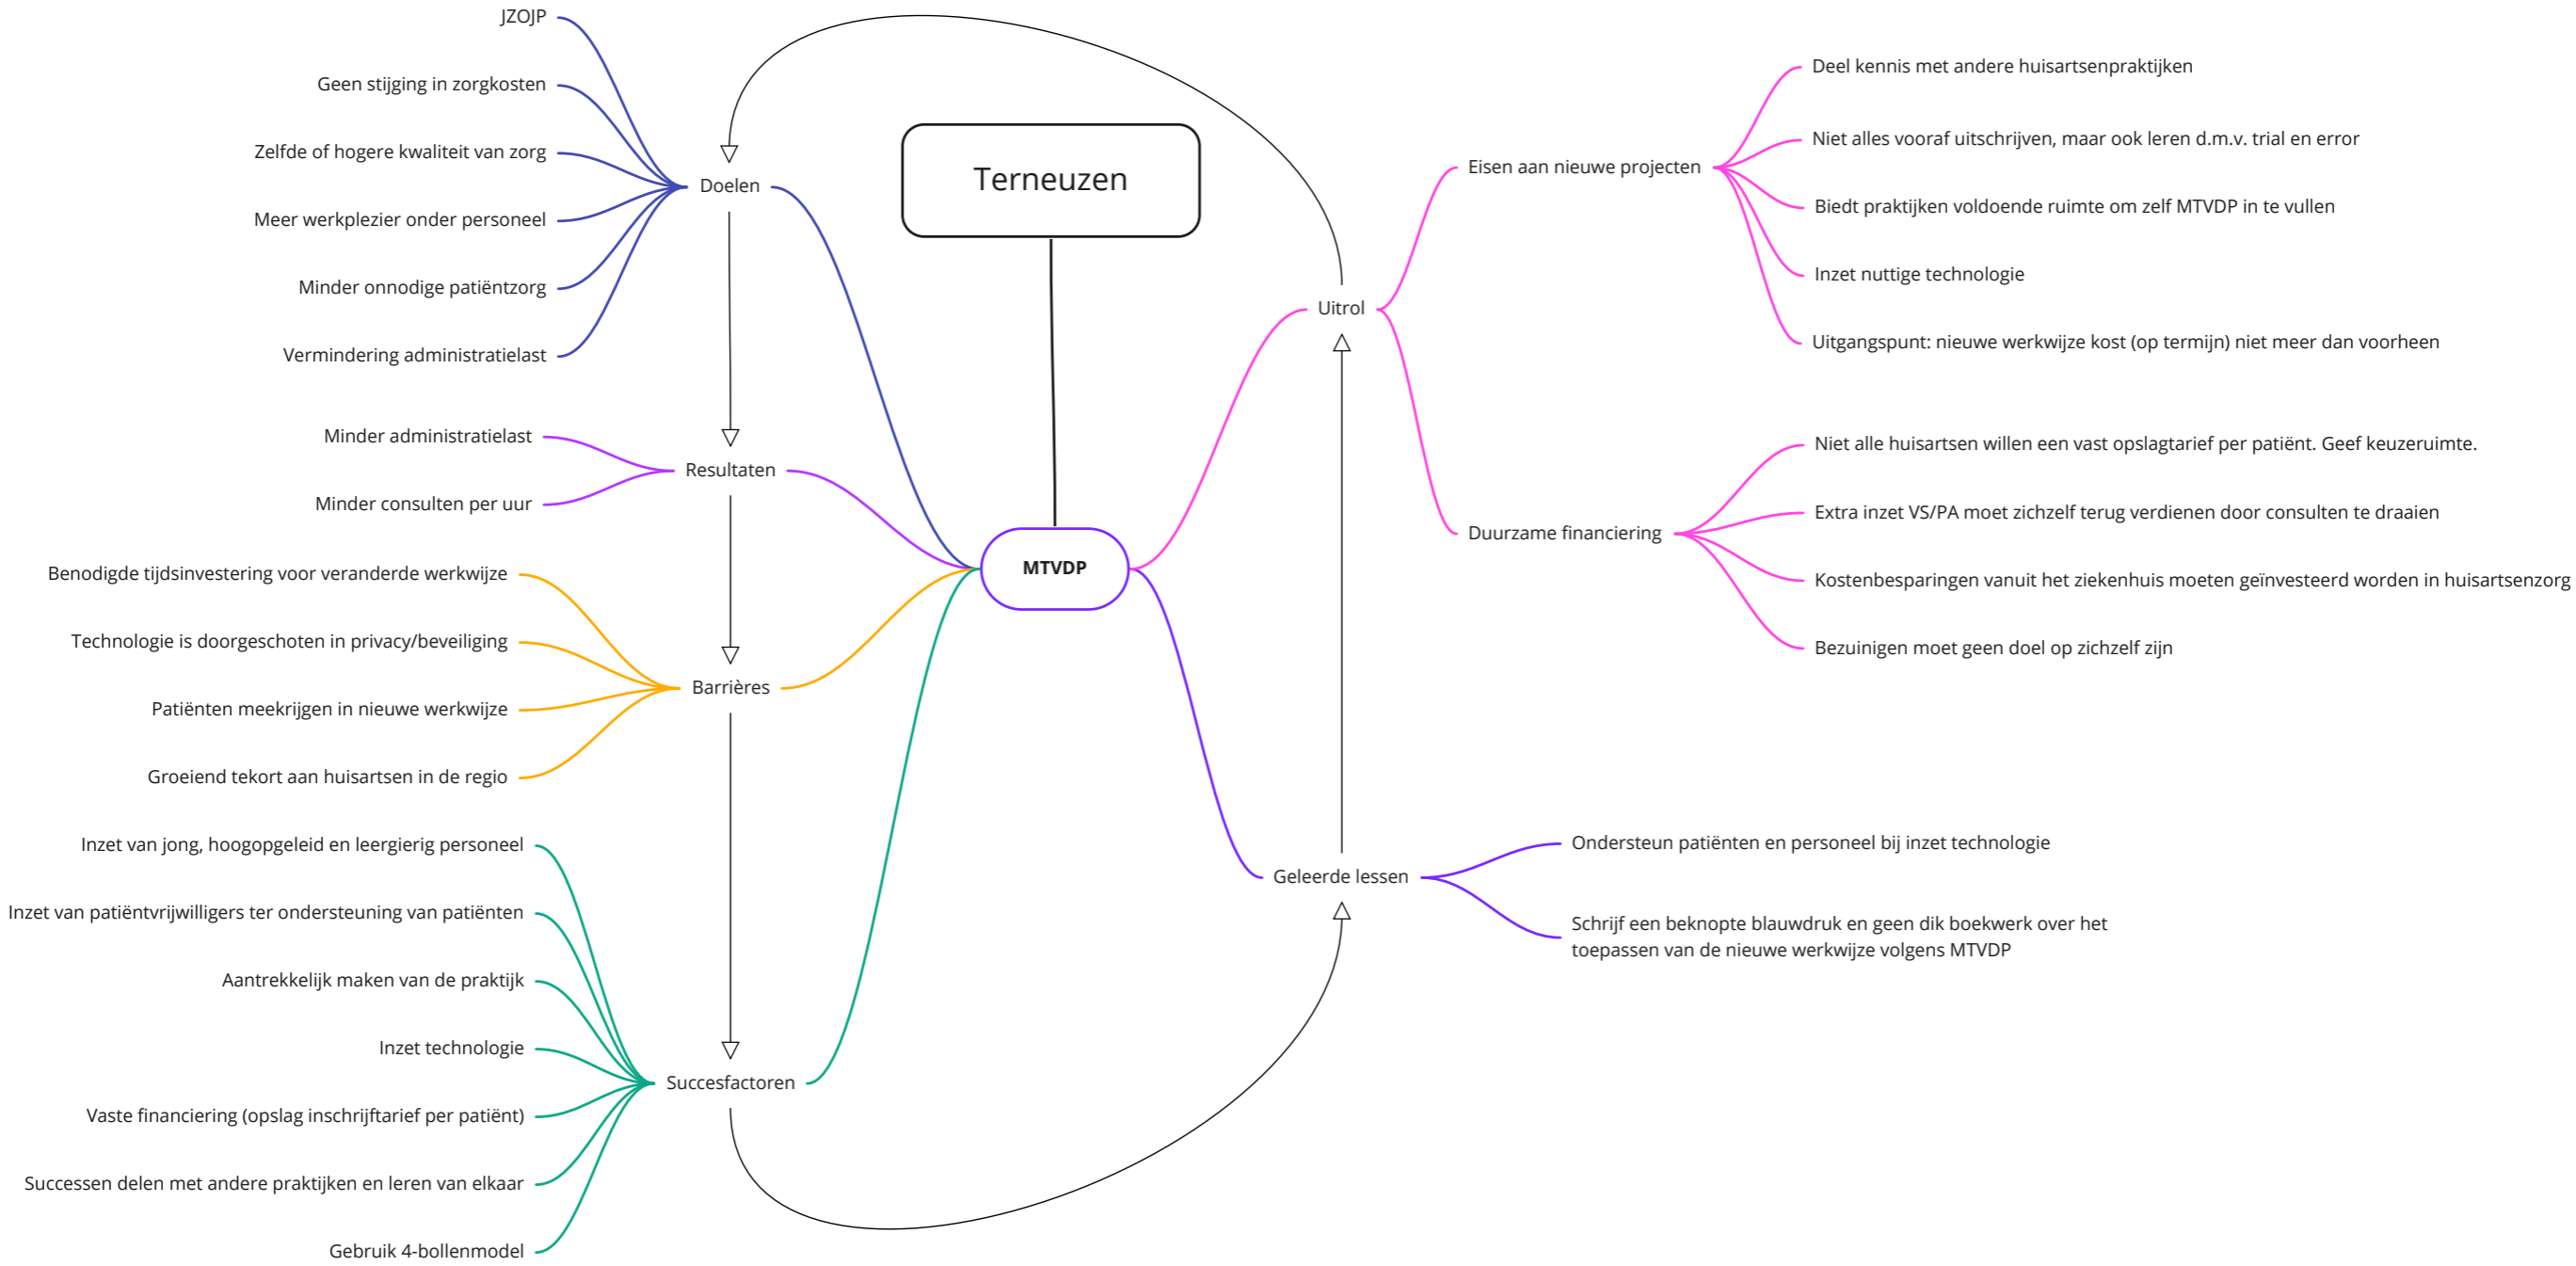 Terneuzen
MTVDP
Doelen
JZOJP
Geen stijging in zorgkosten
Zelfde of hogere kwaliteit van zorg
Meer werkplezier onder personeel
Minder onnodige patiëntzorg
Vermindering administratielast
Resultaten
Minder administratielast
Minder consulten per uur
Barrières
Benodigde tijdsinvestering voor veranderde werkwijze
Technologie is doorgeschoten in privacy/beveiliging
Patiënten meekrijgen in nieuwe werkwijze
Groeiend tekort aan huisartsen in de regio
Succesfactoren
Inzet van jong, hoogopgeleid en leergierig personeel
Inzet van patiëntvrijwilligers ter ondersteuning van patiënten
Aantrekkelijk maken van de praktijk
Inzet technologie
Vaste financiering (opslag inschrijftarief per patiënt)
Successen delen met andere praktijken en leren van elkaar
Gebruik 4-bollenmodel
Uitrol
Eisen aan nieuwe projecten
Deel kennis met andere huisartsenpraktijken
Niet alles vooraf uitschrijven, maar ook leren d.m.v. trial en error
Biedt praktijken voldoende ruimte om zelf MTVDP in te vullen
Inzet nuttige technologie
Uitgangspunt: nieuwe werkwijze kost (op termijn) niet meer dan voorheen
Duurzame financiering
Niet alle huisartsen willen een vast opslagtarief per patiënt. Geef keuzeruimte.
Extra inzet VS/PA moet zichzelf terug verdienen door consulten te draaien
Kostenbesparingen vanuit het ziekenhuis moeten geïnvesteerd worden in huisartsenzorg
Bezuinigen moet geen doel op zichzelf zijn
Geleerde lessen
Ondersteun patiënten en personeel bij inzet technologie
Schrijf een beknopte blauwdruk en geen dik boekwerk over het
toepassen van de nieuwe werkwijze volgens MTVDP